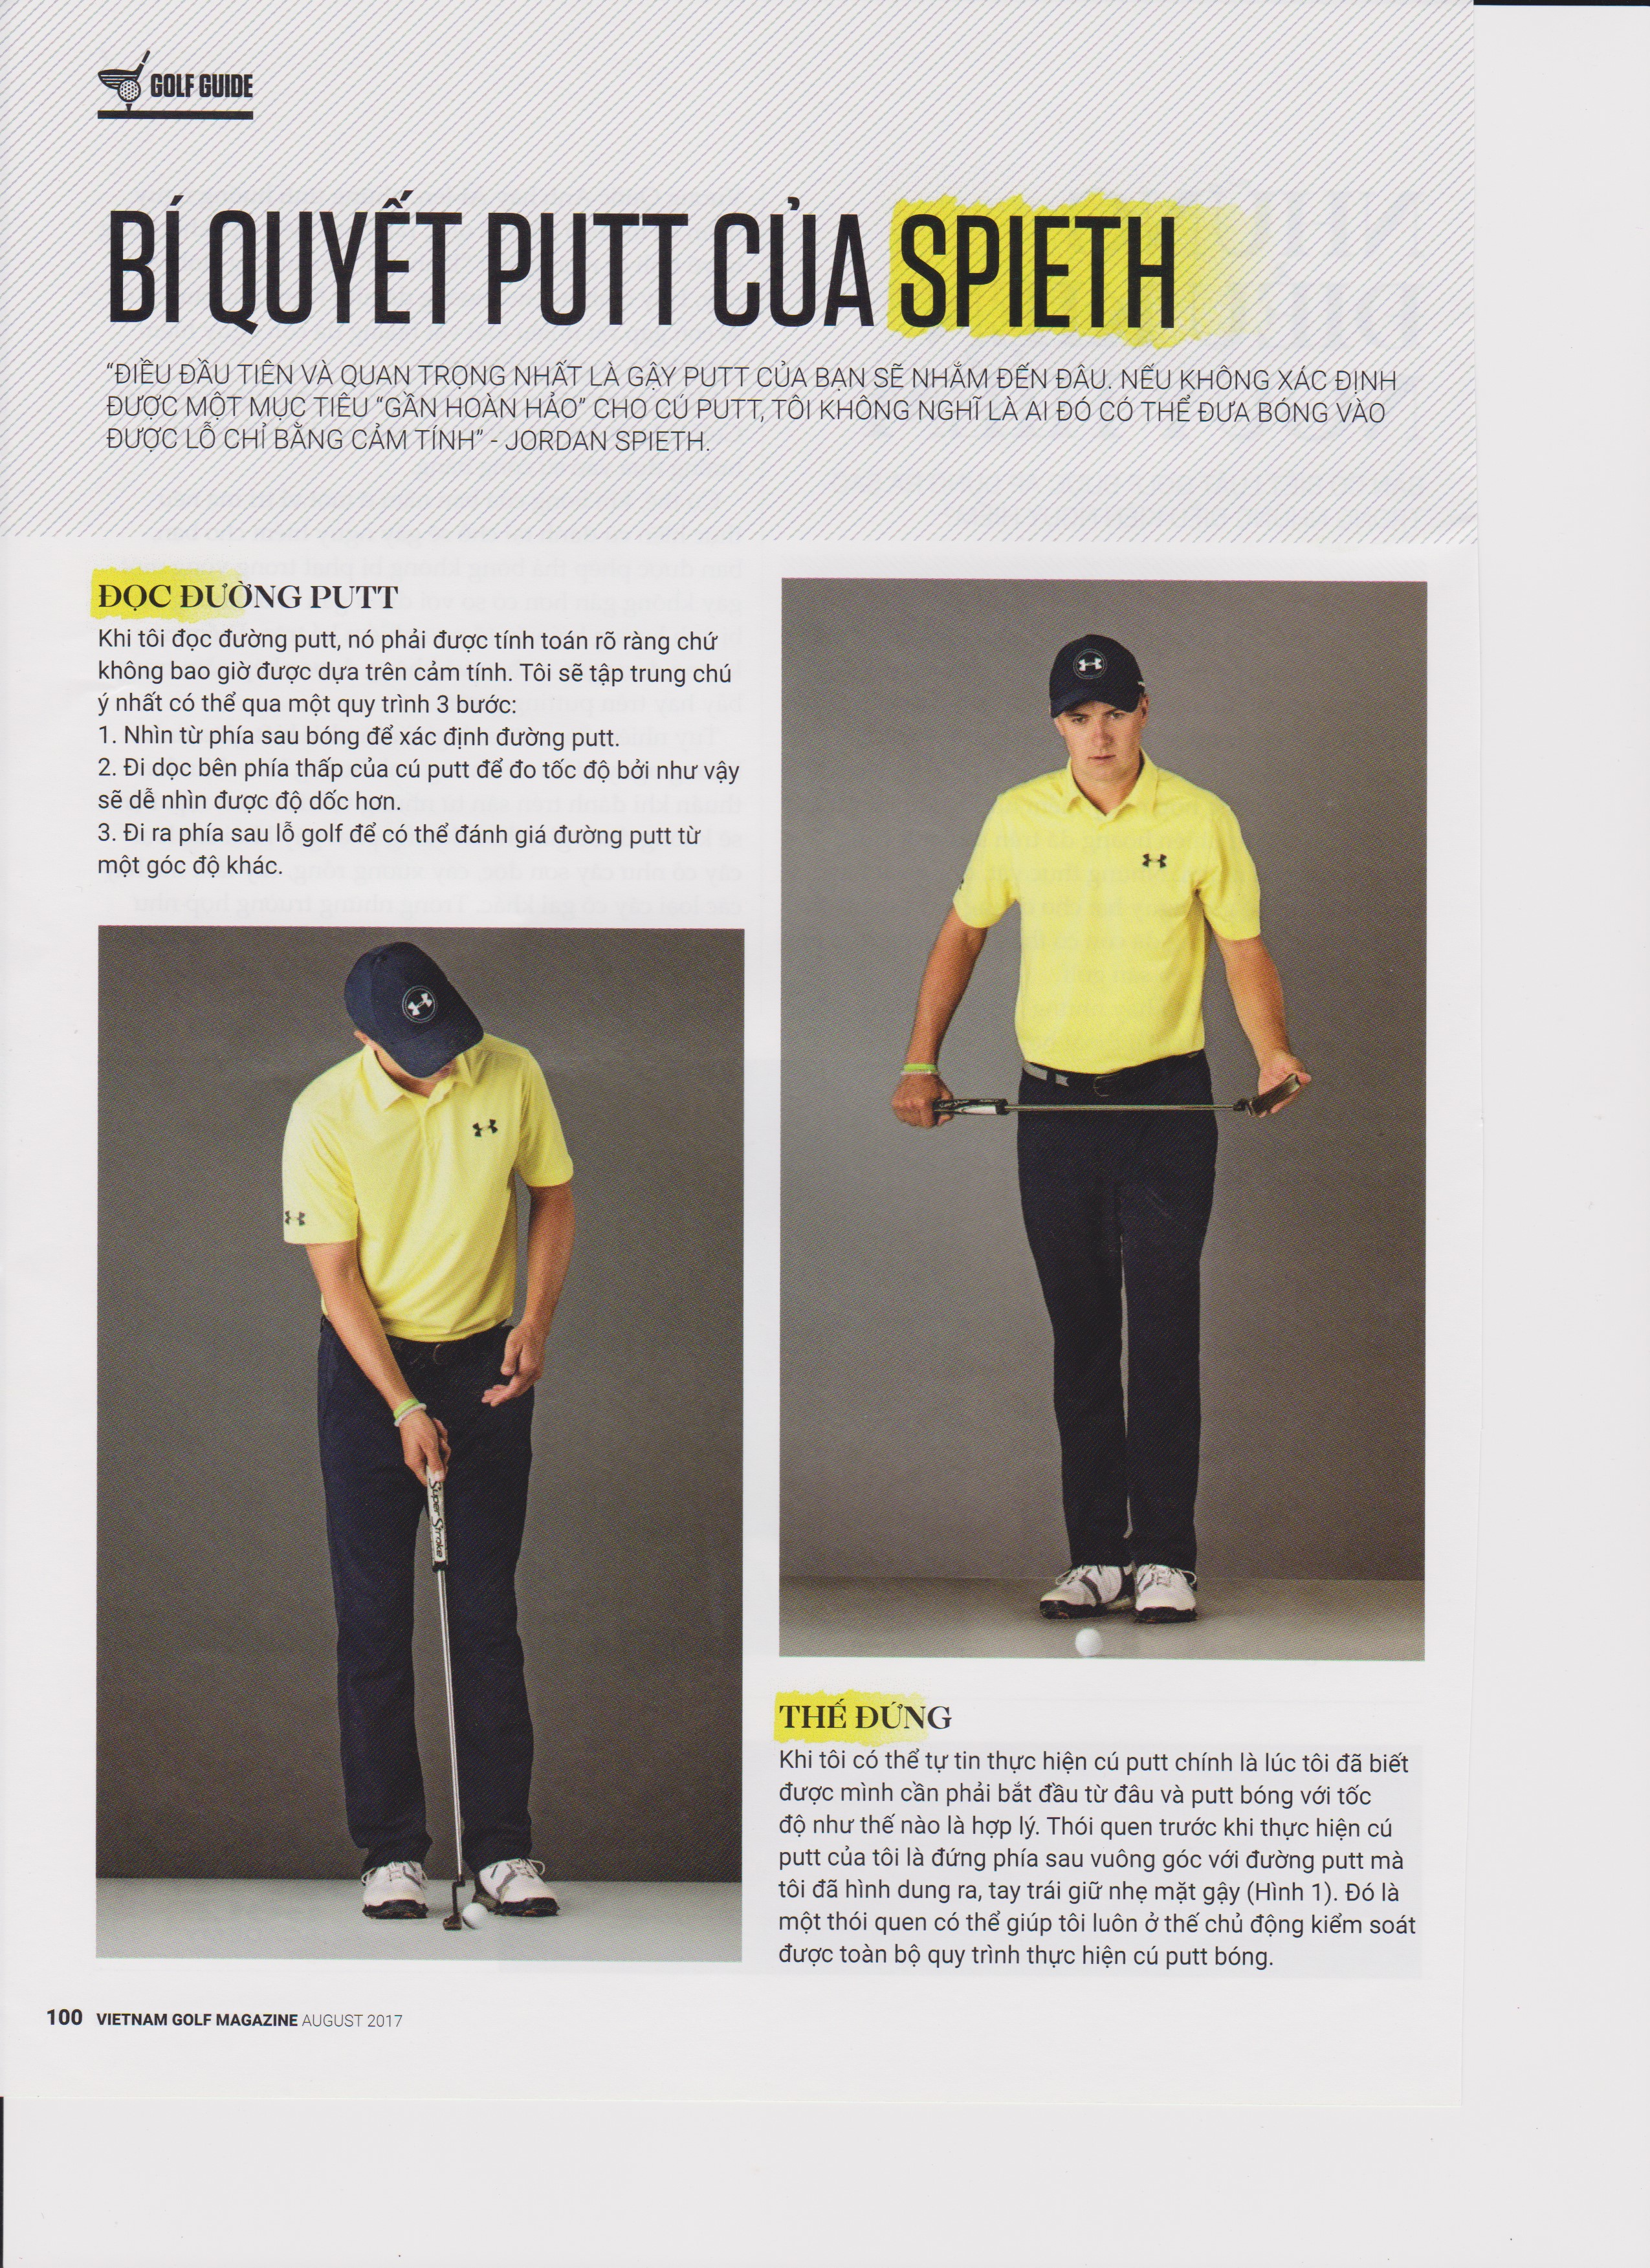 GOLF GUIDE
BÍ QUYẾT PUTT CỦA SPIETH
“ĐIỀU ĐẦU TIÊN VÀ QUAN TRỌNG NHẤT LÀ GẬY PUTT CỦA BẠN SẼ NHẮM ĐẾN ĐÂU. NẾU KHÔNG XÁC ĐỊNH
ĐƯỢC MỘT MỤC TIÊU “GẦN HOÀN HẢO” CHO CÚ PUTT, TÔI KHÔNG NGHĨ LÀ AI ĐÓ CÓ THỂ ĐƯA BÓNG VÀO
ĐƯỢC LỖ CHỈ BẰNG CẢM TÍNH” - JORDAN SPIETH.
ĐỌC ĐƯỜNG PUTT
Khi tôi đọc đường putt, nó phải được tính toán rõ ràng chứ
không bao giờ được dựa trên cảm tính. Tôi sẽ tập trung chú
ý nhất có thể qua một quy trình 3 bước:
1. Nhìn từ phía sau bóng để xác định đường putt.
2. Đi dọc bên phía thấp của cú putt để đo tốc độ bởi như vậy
sẽ dễ nhìn được độ dốc hơn.
3. Đi ra phía sau lỗ golf để có thể đánh giá đường putt từ
một góc độ khác.
Super Stroke
THẾ ĐỨNG
Khi tôi có thể tự tin thực hiện cú putt chính là lúc tôi đã biết
được mình cần phải bắt đầu từ đâu và putt bóng với tốc
độ như thế nào là hợp lý. Thói quen trước khi thực hiện cú
putt của tôi là đứng phía sau vuông góc với đường putt mà
tôi đã hình dung ra, tay trái giữ nhẹ mặt gậy (Hình 1). Đó là
một thói quen có thể giúp tôi luôn ở thế chủ động kiểm soát
được toàn bộ quy trình thực hiện cú putt bóng.
100 VIETNAM GOLF MAGAZINE AUGUST 2017